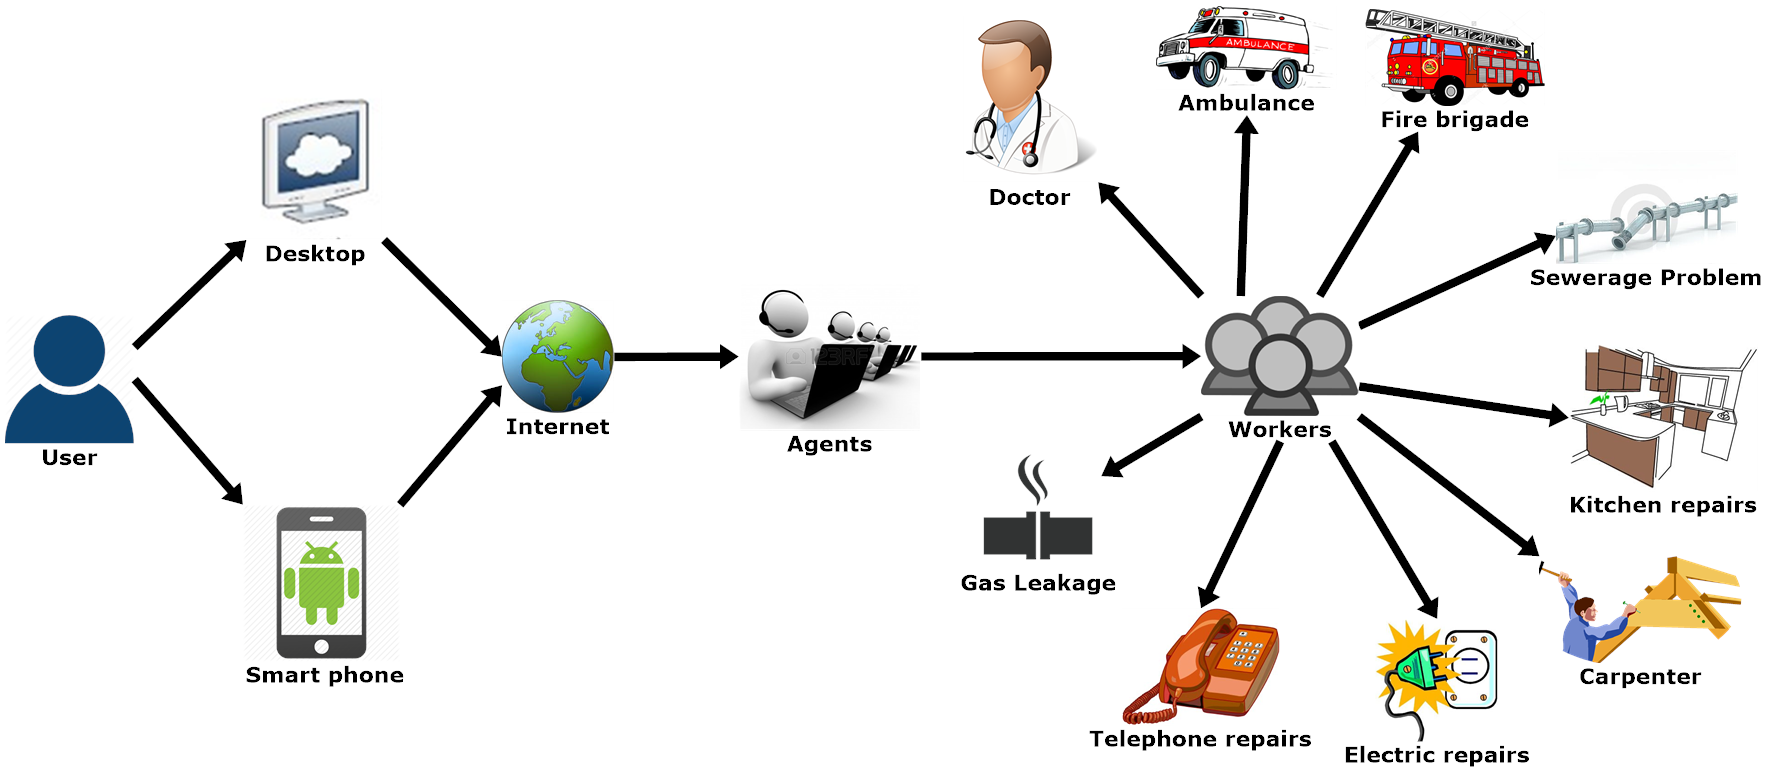 AMBULANCE
Ambulance
Fire brigade
Doctor
Desktop
Sewerage Problem
Internet
Agents
Workers
User
Kitchen repairs
Gas Leakage
Smart phone
Carpenter
Telephone repairs
Electric repairs